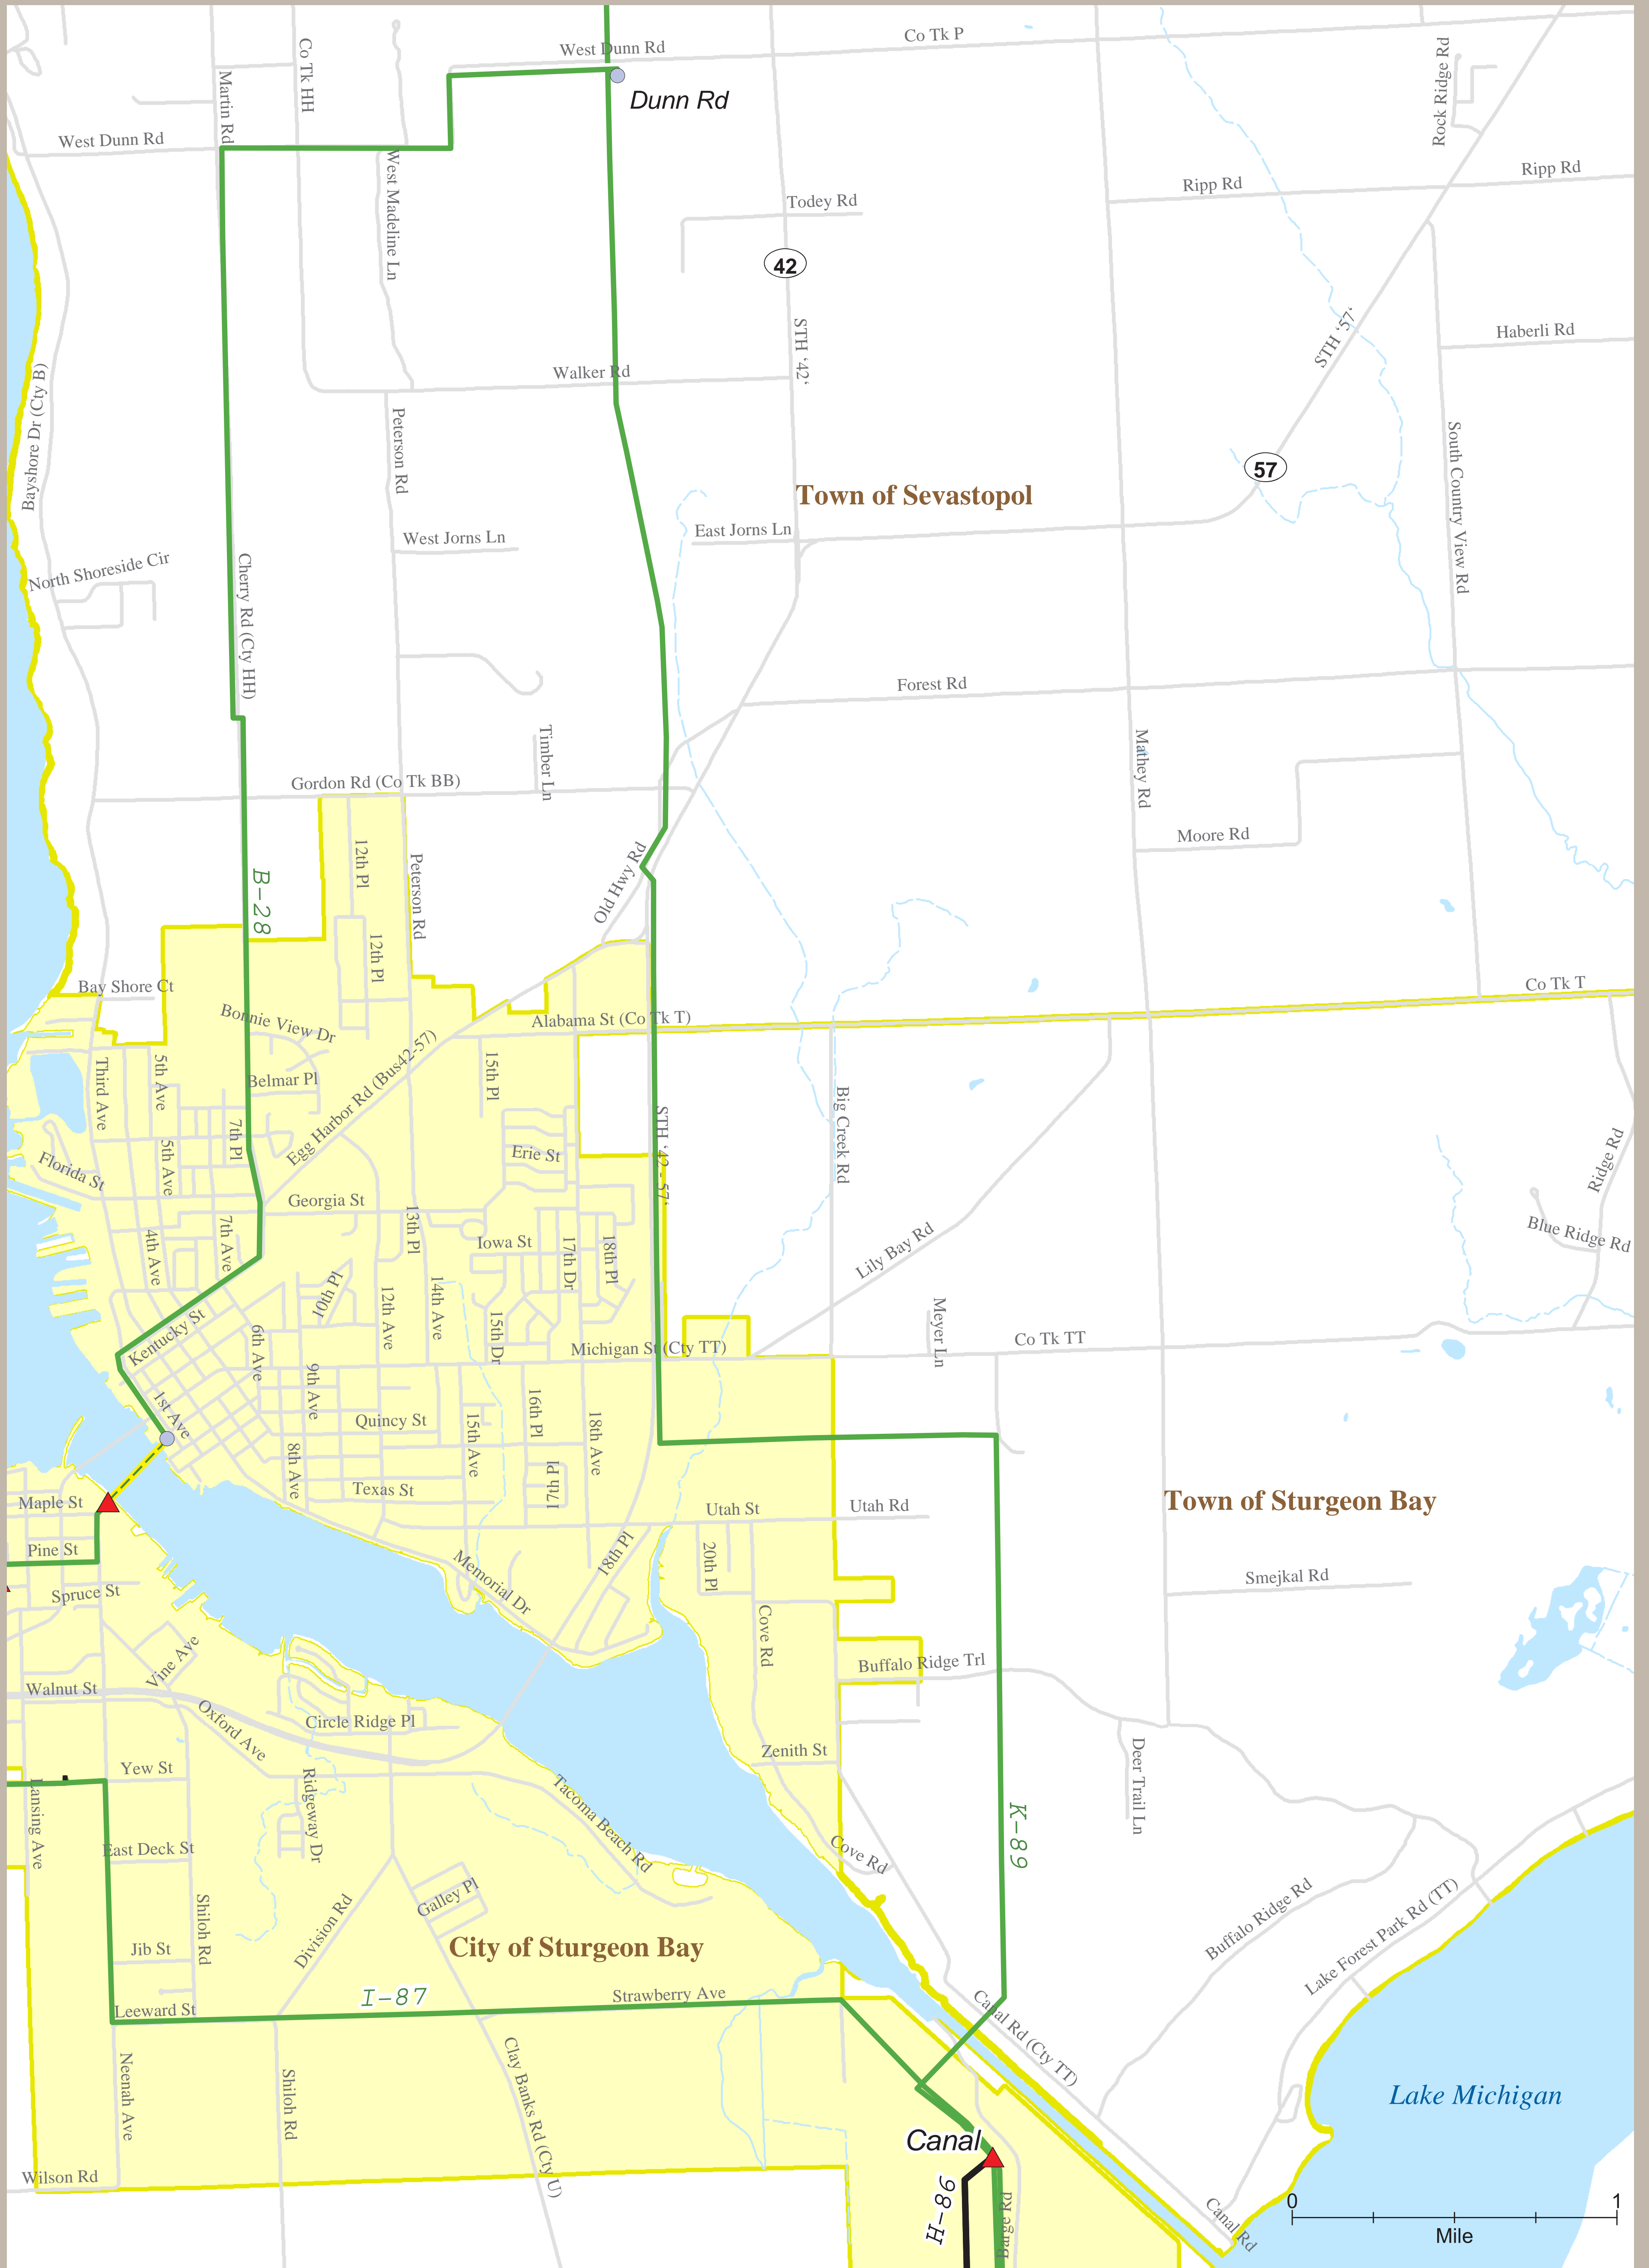 Co Tk P
West Dunn Rd
Co Tk HH
Martin Rd
Rock Ridge Rd
Dunn Rd
West Dunn Rd
West Madeline Ln
Ripp Rd
Ripp Rd
Todey Rd
42
STH '42'
STH '57'
Haberli Rd
Walker Rd
Bayshore Dr (Cty B)
Peterson Rd
South Country View Rd
57
Town of Sevastopol
East Jorns Ln
West Jorns Ln
North Shoreside Cir
Cherry Rd (Cty HH)
Forest Rd
Timber Ln
Mathey Rd
Gordon Rd (Co Tk BB)
Moore Rd
12th Pl
Peterson Rd
Old Hwy Rd
B-28
12th Pl
Bay Shore Ct
Co Tk T
Bonnie View Dr
Alabama St (Co Tk T)
Egg Harbor Rd (Bus42-57)
Third Ave
5th Ave
15th Pl
Belmar Pl
Big Creek Rd
STH '42 - 57'
7th Pl
5th Ave
Erie St
Florida St
Ridge Rd
Georgia St
7th Ave
4th Ave
13th Pl
Iowa St
17th Dr
18th Pl
Lily Bay Rd
Blue Ridge Rd
10th Pl
12th Ave
14th Ave
15th Dr
Meyer Ln
Kentucky St
6th Ave
Michigan St (Cty TT)
Co Tk TT
9th Ave
1st Ave
Quincy St
15th Ave
16th Pl
18th Ave
8th Ave
17th Pl
Texas St
Maple St
Utah St
Utah Rd
Town of Sturgeon Bay
Pine St
18th Pl
20th Pl
Memorial Dr
Smejkal Rd
Spruce St
Cove Rd
Vine Ave
Buffalo Ridge Trl
Walnut St
Oxford Ave
Circle Ridge Pl
Zenith St
Deer Trail Ln
Yew St
Lansing Ave
Ridgeway Dr
Tacoma Beach Rd
K-89
East Deck St
Cove Rd
Shiloh Rd
Division Rd
Galley Pl
Buffalo Ridge Rd
Lake Forest Park Rd (TT)
Jib St
City of Sturgeon Bay
I-87
Strawberry Ave
Leeward St
Canal Rd (Cty TT)
Neenah Ave
Shiloh Rd
Clay Banks Rd (Cty U)
Lake Michigan
Canal
Wilson Rd
H-86
Barge Rd
Canal Rd
0
1
Mile